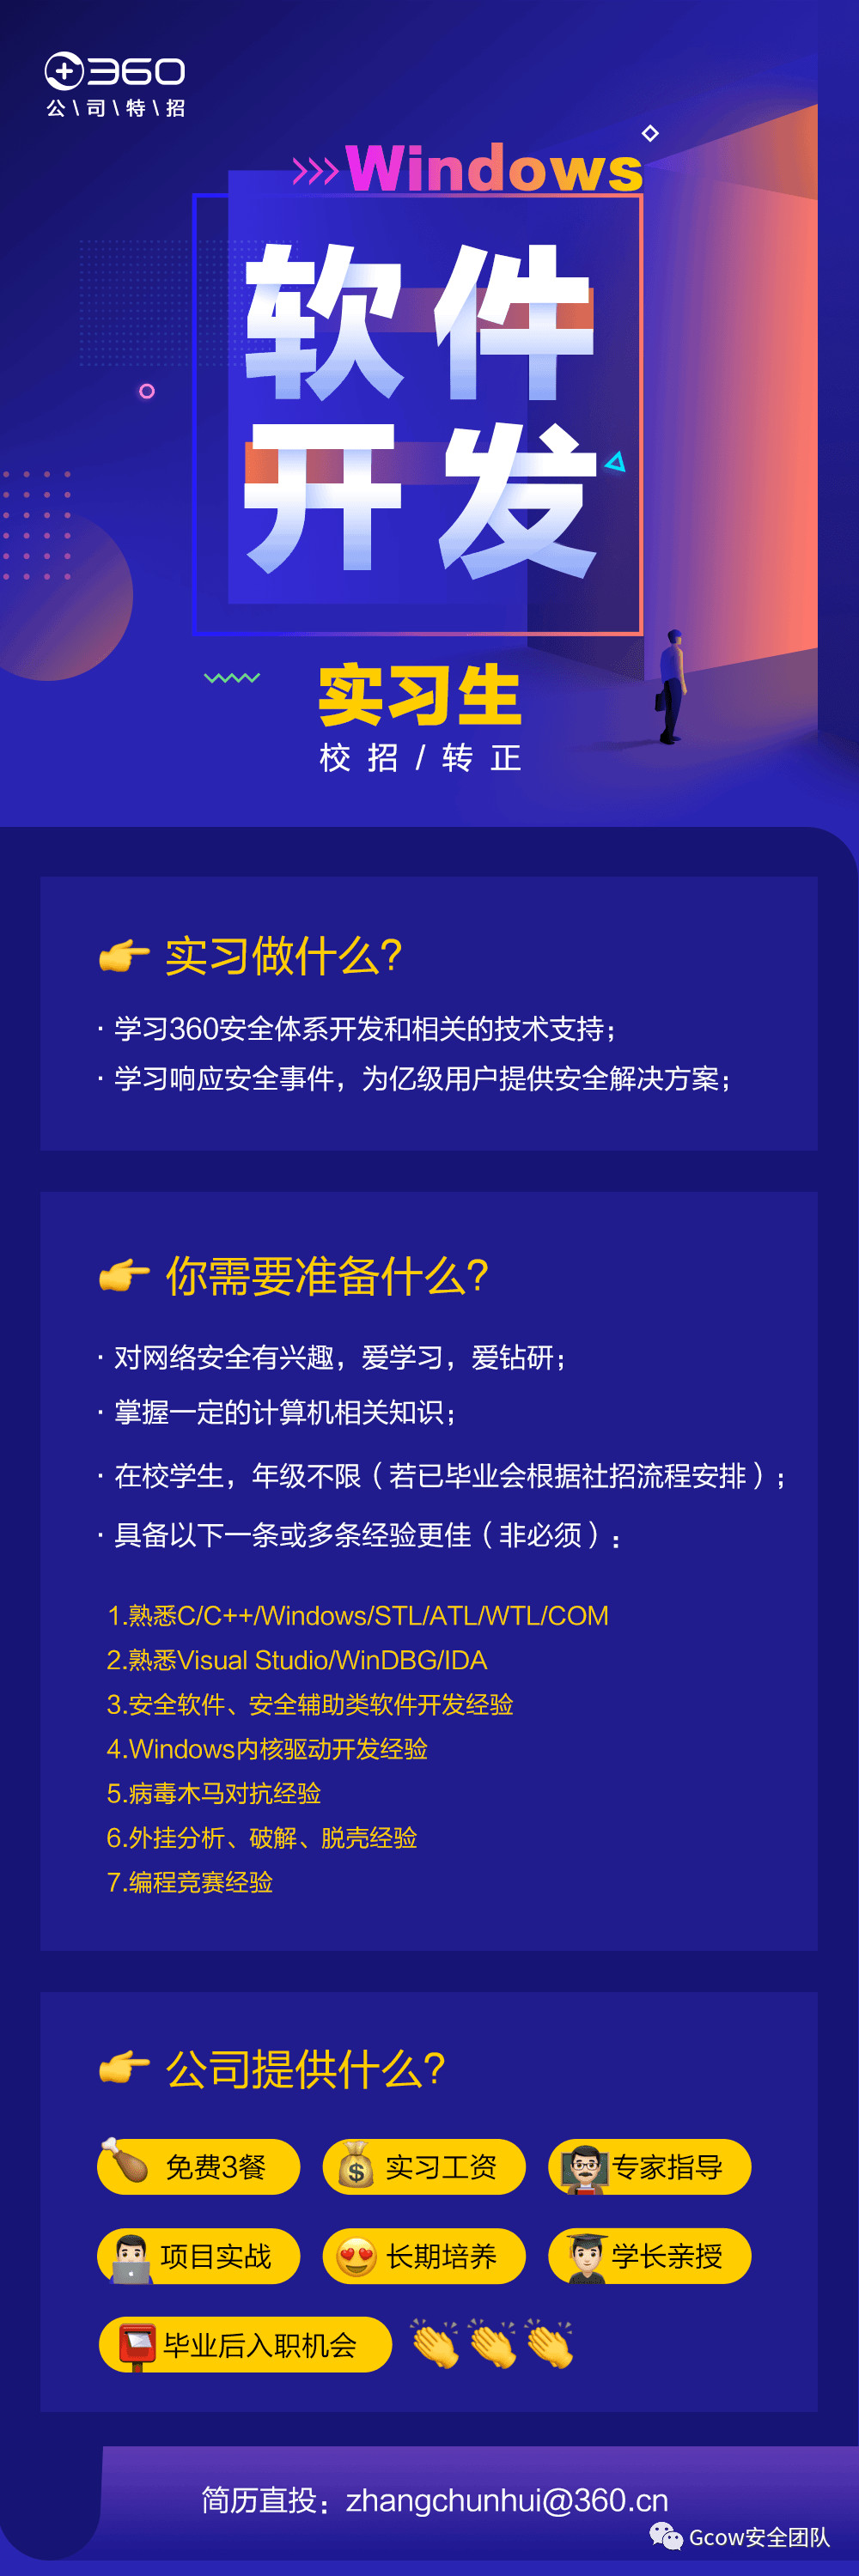 360
公\司\特\招
Windows
软件
开发
实习生
校招/转正
实习做什么?
· 学习360安全体系开发和相关的技术支持；
· 学习响应安全事件，为亿级用户提供安全解决方案；
你需要准备什么?
· 对网络安全有兴趣，爱学习，爱钻研；
· 掌握一定的计算机相关知识；
· 在校学生，年级不限（若已毕业会根据社招流程安排）；
· 具备以下一条或多条经验更佳（非必须）：
1.熟悉C/C++/Windows/STL/ATL/WTL/COM
2.熟悉Visual Studio/WinDBG/IDA
3.安全软件、安全辅助类软件开发经验
4.Windows内核驱动开发经验
5.病毒木马对抗经验
6.外挂分析、破解、脱壳经验
7.编程竞赛经验
公司提供什么?
免费3餐 实习工资 专家指导
项目实战 长期培养 学长亲授
毕业后入职机会
简历直投：zhangchunhui@360.cn
Gcow安全团队